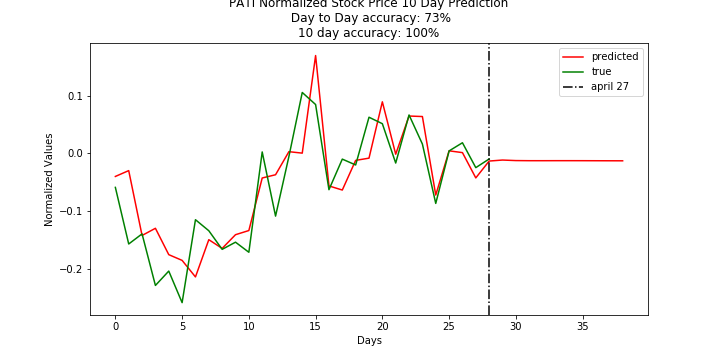 PATI Normalized Stock Price 10 Day Prediction
Day to Day accuracy: 73%
10 day accuracy: 100%
predicted
true
april 27
Normalized Values
0.1
0.0
−0.1
−0.2
0 5 10 15 20 25 30 35
Days